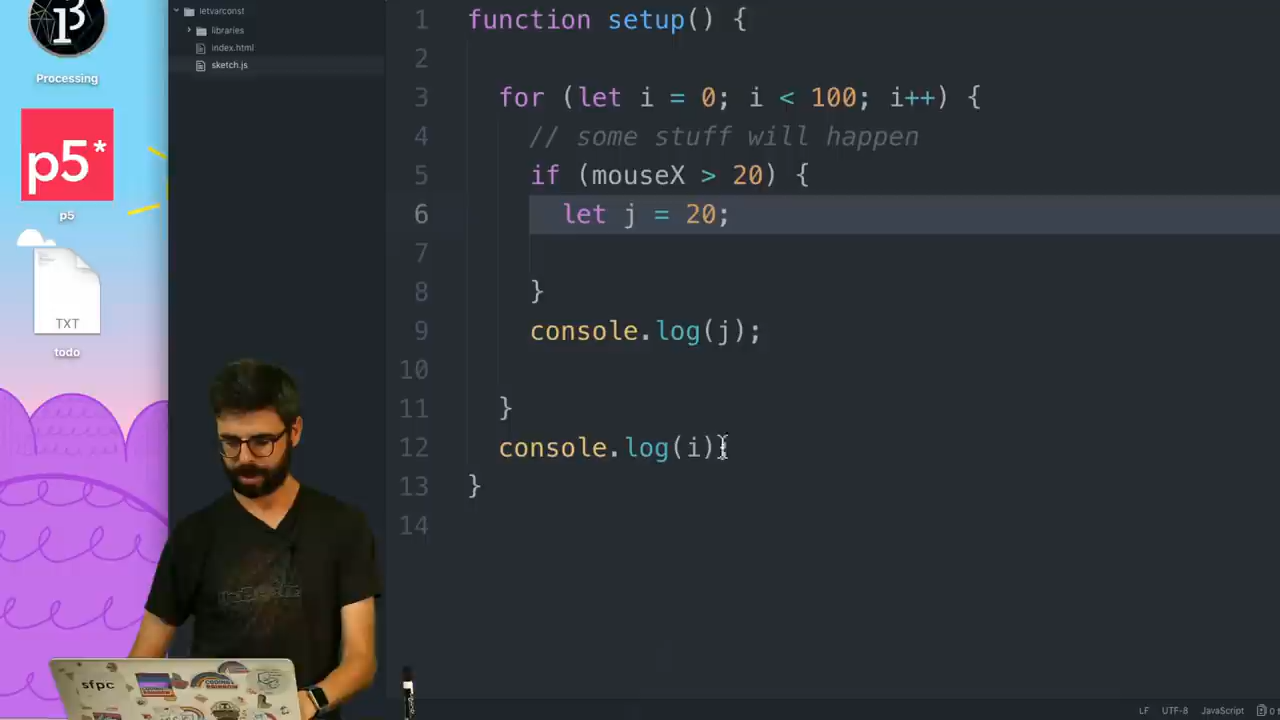 Processing
p5*
p5
TXT
todo
letvarconst
libraries
index.html
sketch.js
1 function setup() {
2
3 for (let i = 0; i < 100; i++) {
4 // some stuff will happen
5 if (mouseX > 20) {
6 let j = 20;
7
8 }
9 console.log(j);
10
11 }
12 console.log(i);
13 }
14
sfpc
LF UTF-8 JavaScript 0